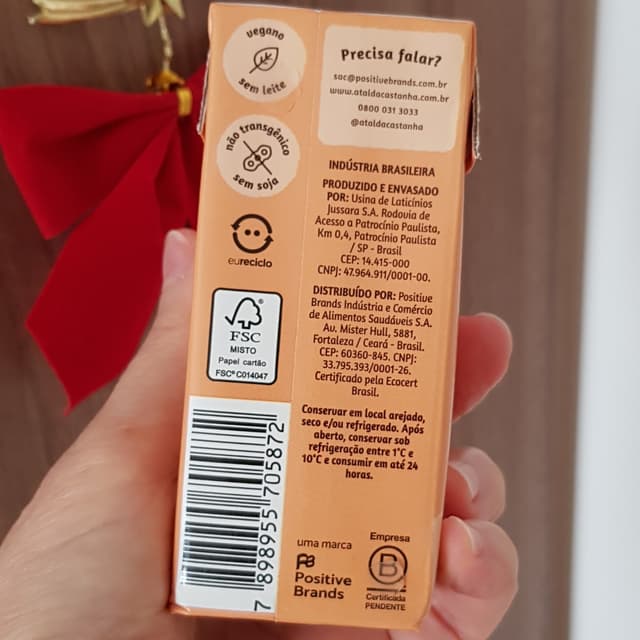 vegano
sem leite
não transgênico
sem soja
eureciclo
FSC
MISTO
Papel cartão
FSC® C014047
7 898955 705872
Precisa falar?
sac@positivebrands.com.br
www.ataldacastanha.com.br
0800 031 3033
@ataldacastanha
INDÚSTRIA BRASILEIRA
PRODUZIDO E ENVASADO
POR: Usina de Laticínios
Jussara S.A. Rodovia de
Acesso a Patrocínio Paulista,
Km 0,4, Patrocínio Paulista
/ SP - Brasil
CEP: 14.415-000
CNPJ: 47.964.911/0001-00.
DISTRIBUÍDO POR: Positive
Brands Indústria e Comércio
de Alimentos Saudáveis S.A.
Av. Mister Hull, 5881,
Fortaleza / Ceará - Brasil.
CEP: 60360-845. CNPJ:
33.795.393/0001-26.
Certificado pela Ecocert
Brasil.
Conservar em local arejado,
seco e/ou refrigerado. Após
aberto, conservar sob
refrigeração entre 1°C e
10°C e consumir em até 24
horas.
uma marca
PB
Positive
Brands
Empresa
B
Certificada
PENDENTE